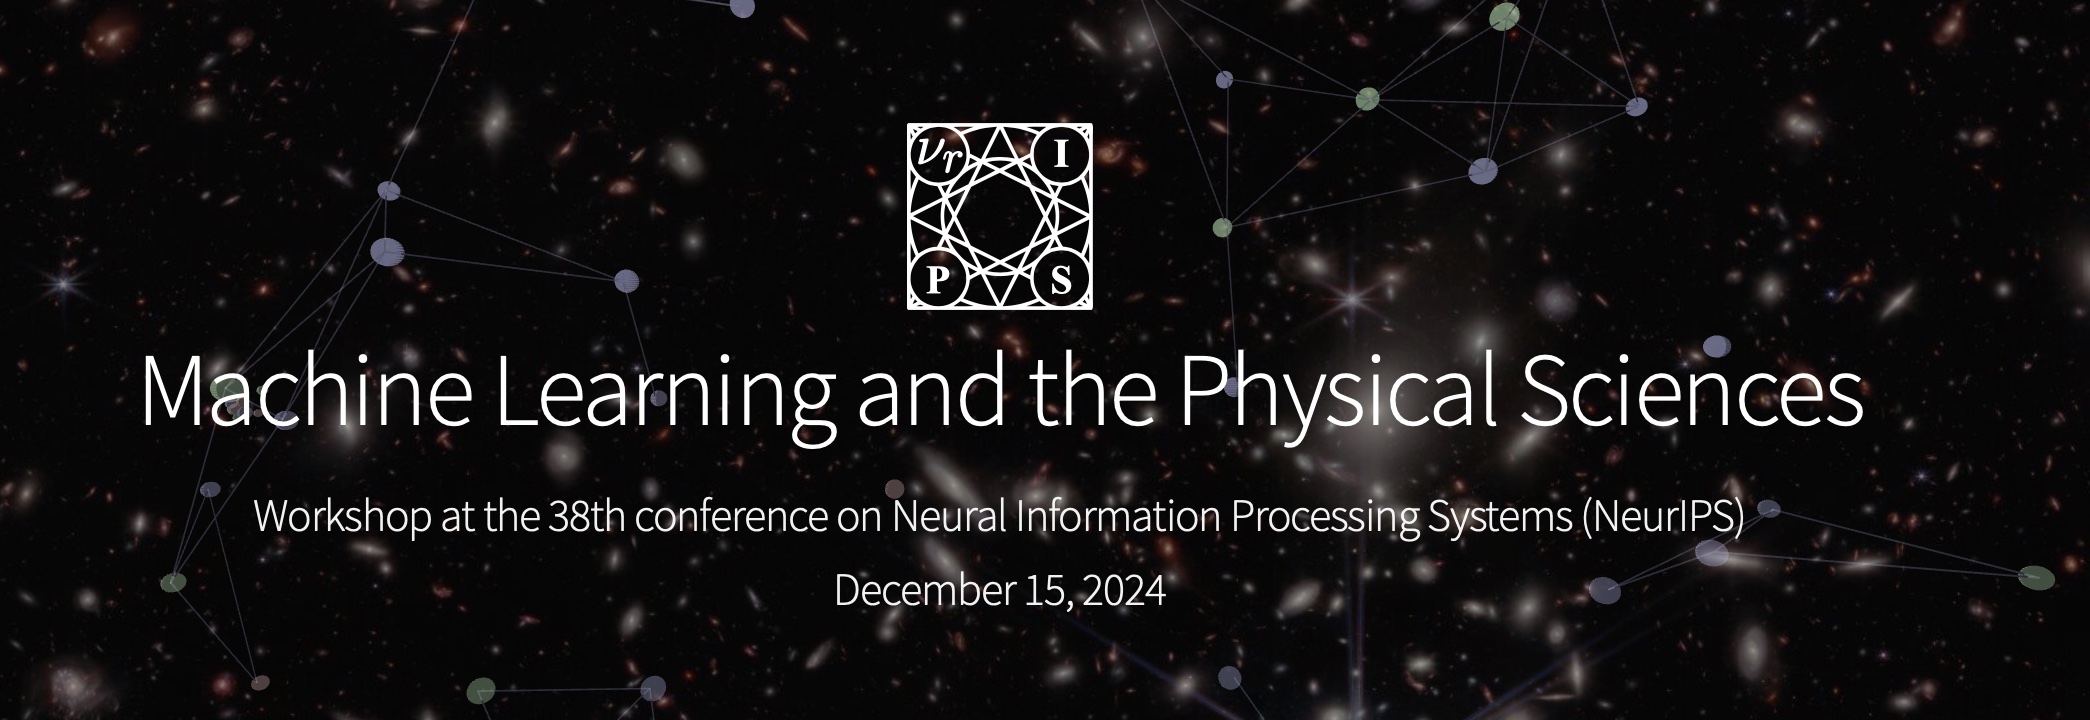 νr I
P S
Machine Learning and the Physical Sciences
Workshop at the 38th conference on Neural Information Processing Systems (NeurIPS)
December 15, 2024